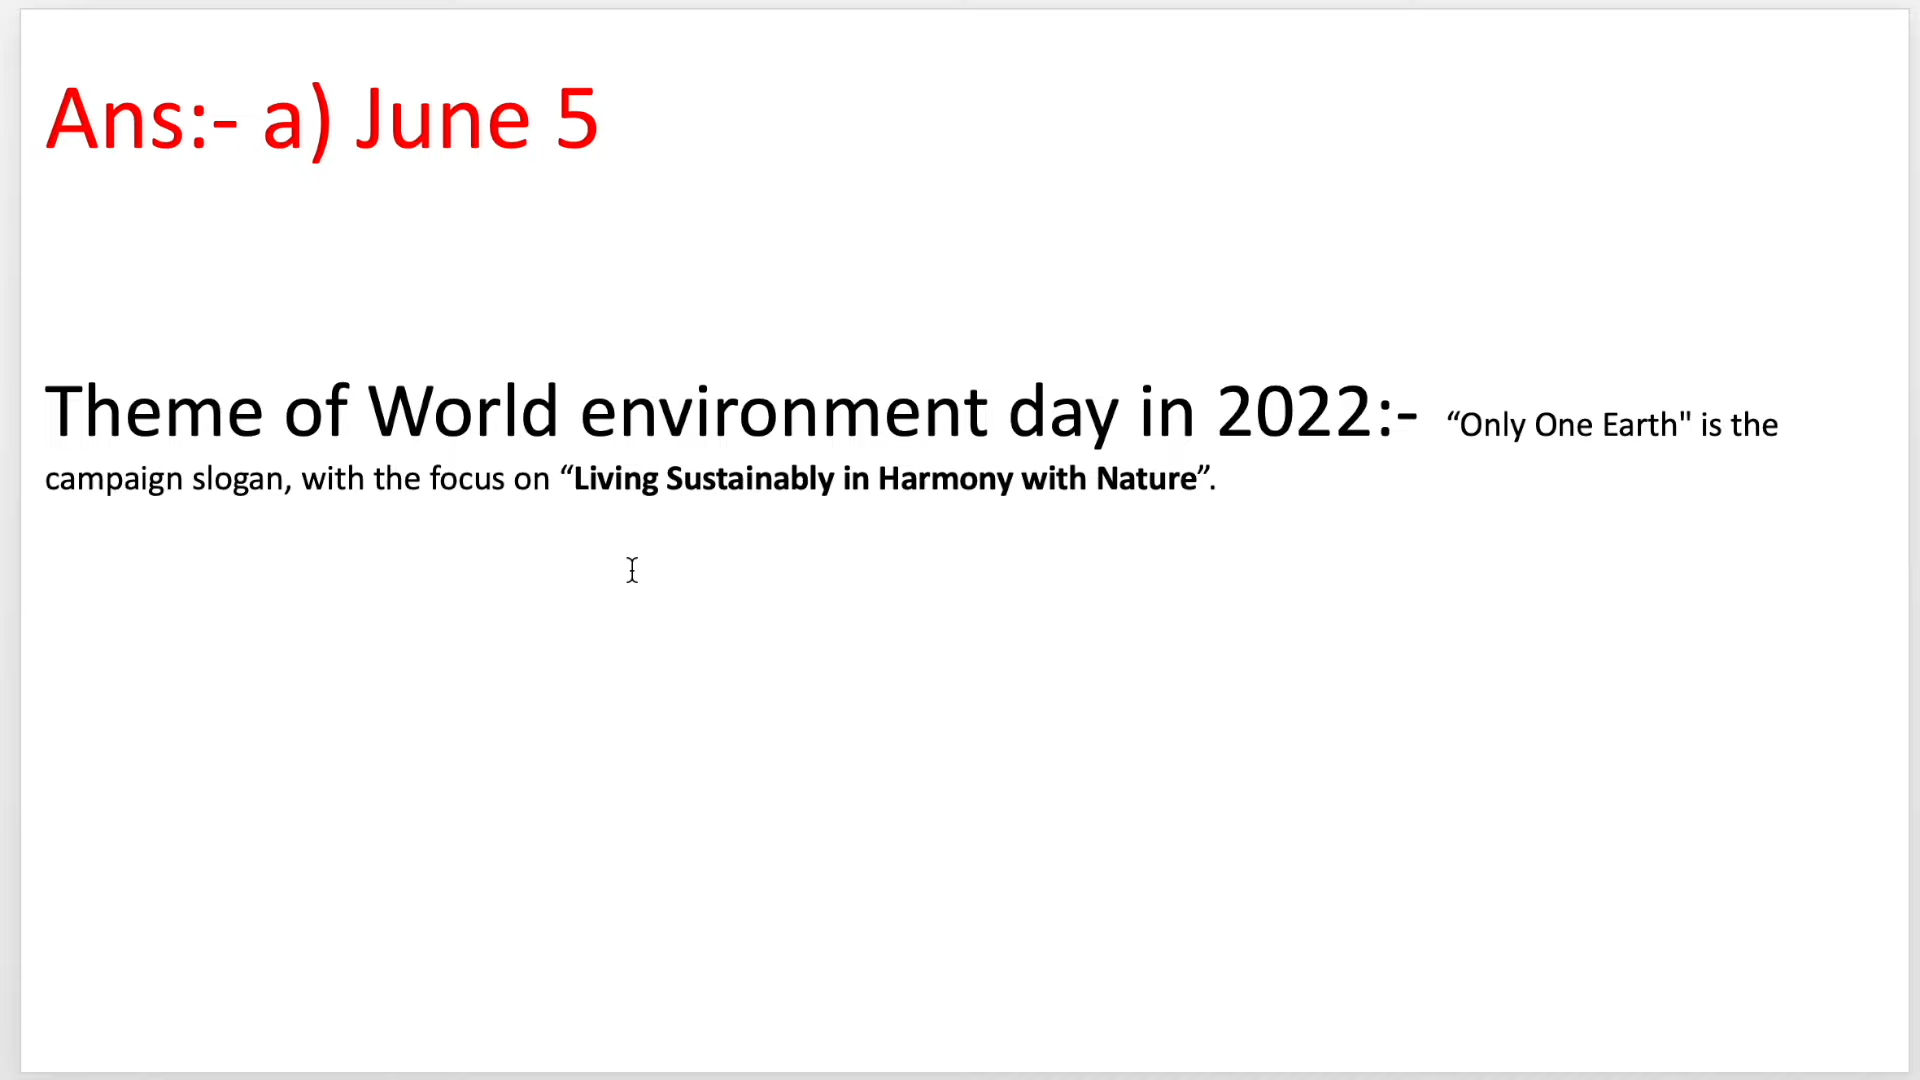 Ans:- a) June 5
Theme of World environment day in 2022:- “Only One Earth" is the
campaign slogan, with the focus on “Living Sustainably in Harmony with Nature”.